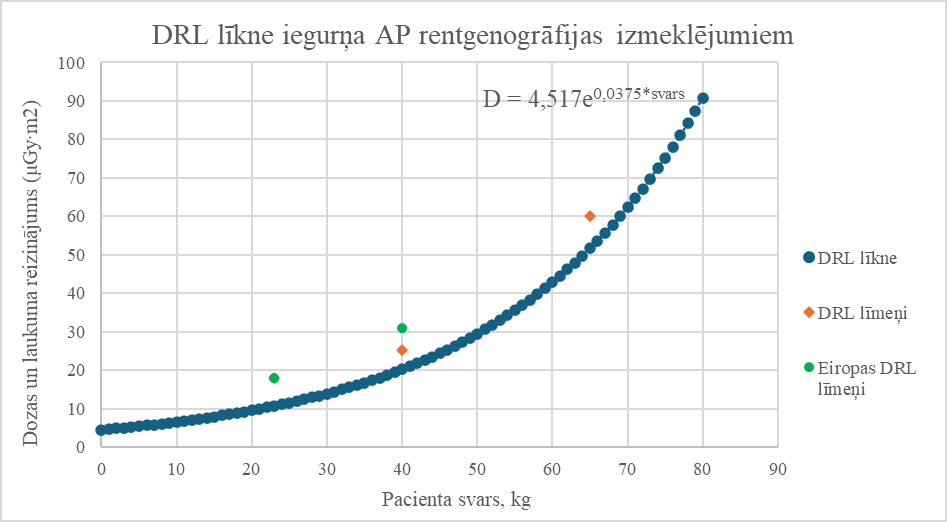 DRL līkne iegurņa AP rentgenogrāfijas izmeklējumiem
D = 4,517e^0,0375*svars
Dozas un laukuma reizinājums (µGy·m2)
100
90
80
70
60
50
40
30
20
10
0
0 10 20 30 40 50 60 70 80 90
Pacienta svars, kg
DRL līkne
DRL līmeņi
Eiropas DRL
līmeņi